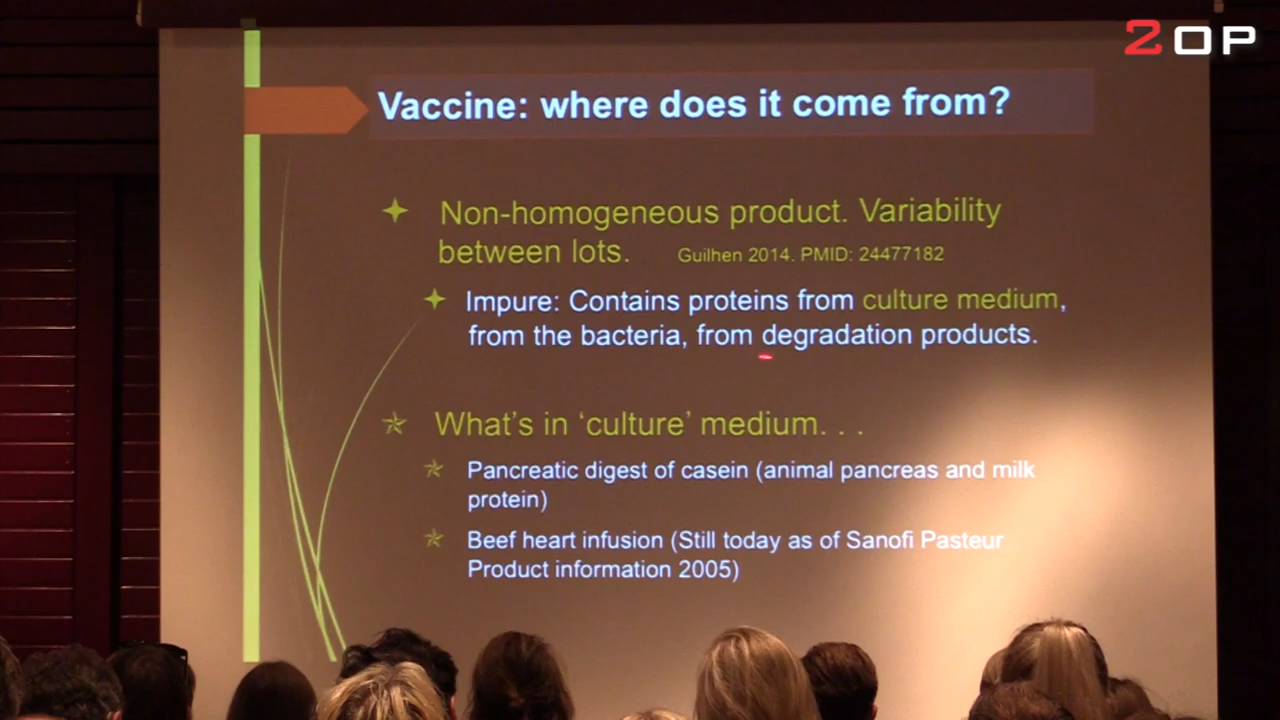 2OP
Vaccine: where does it come from?
Non-homogeneous product. Variability
between lots. Guilhen 2014. PMID: 24477182
Impure: Contains proteins from culture medium,
from the bacteria, from degradation products.
What's in ‘culture’ medium. . .
Pancreatic digest of casein (animal pancreas and milk
protein)
Beef heart infusion (Still today as of Sanofi Pasteur
Product information 2005)